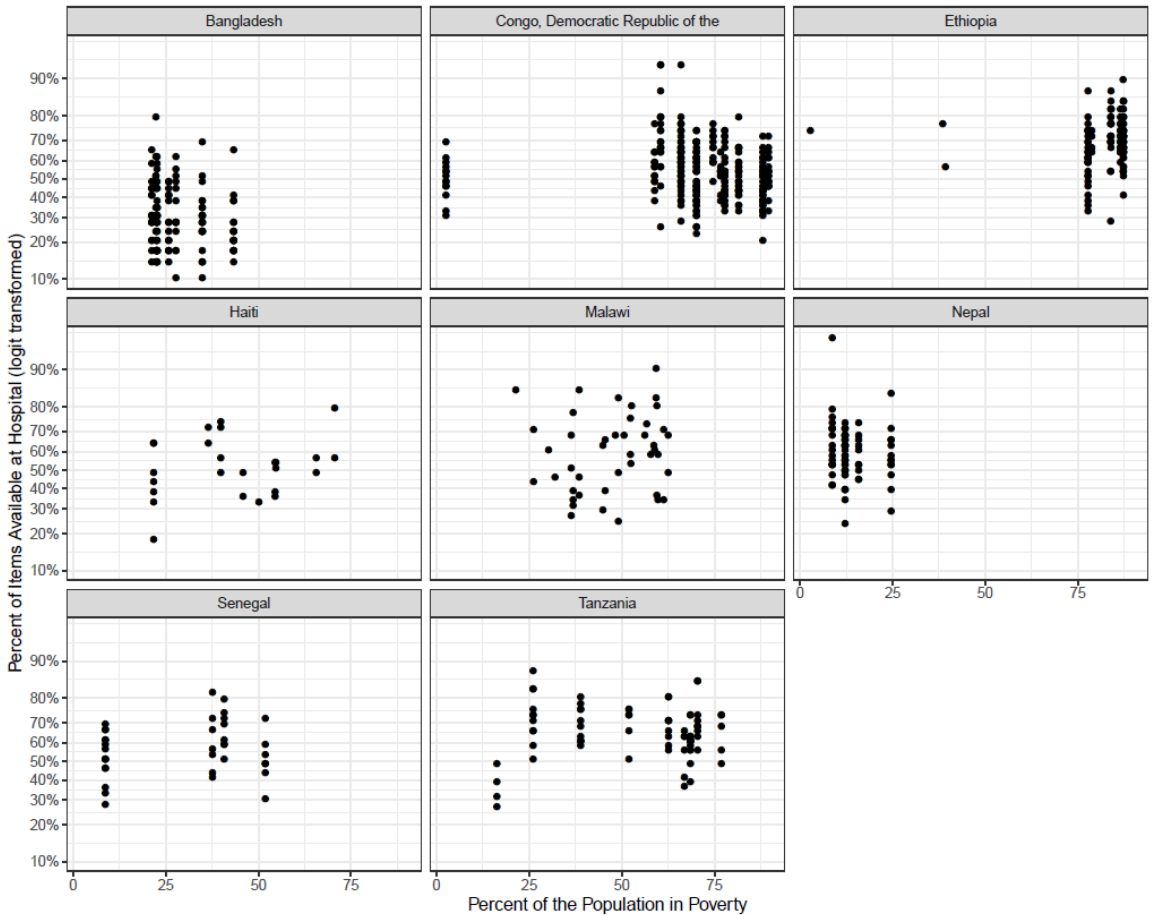 Bangladesh
Congo, Democratic Republic of the
Ethiopia
90%
80%
70%
60%
50%
40%
30%
20%
10%
Haiti
Malawi
Nepal
90%
80%
70%
60%
50%
40%
30%
20%
10%
0 25 50 75
Senegal
Tanzania
90%
80%
70%
60%
50%
40%
30%
20%
10%
0 25 50 75
0 25 50 75
Percent of the Population in Poverty
Percent of Items Available at Hospital (logit transformed)